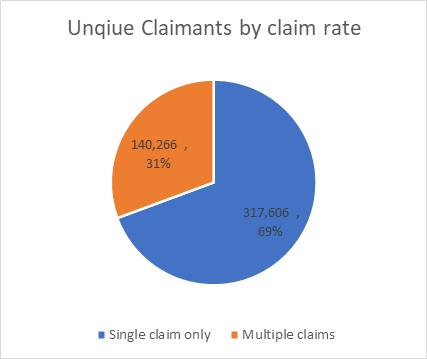 Unqiue Claimants by claim rate
140,266 ,
31%
317,606 ,
69%
Single claim only
Multiple claims